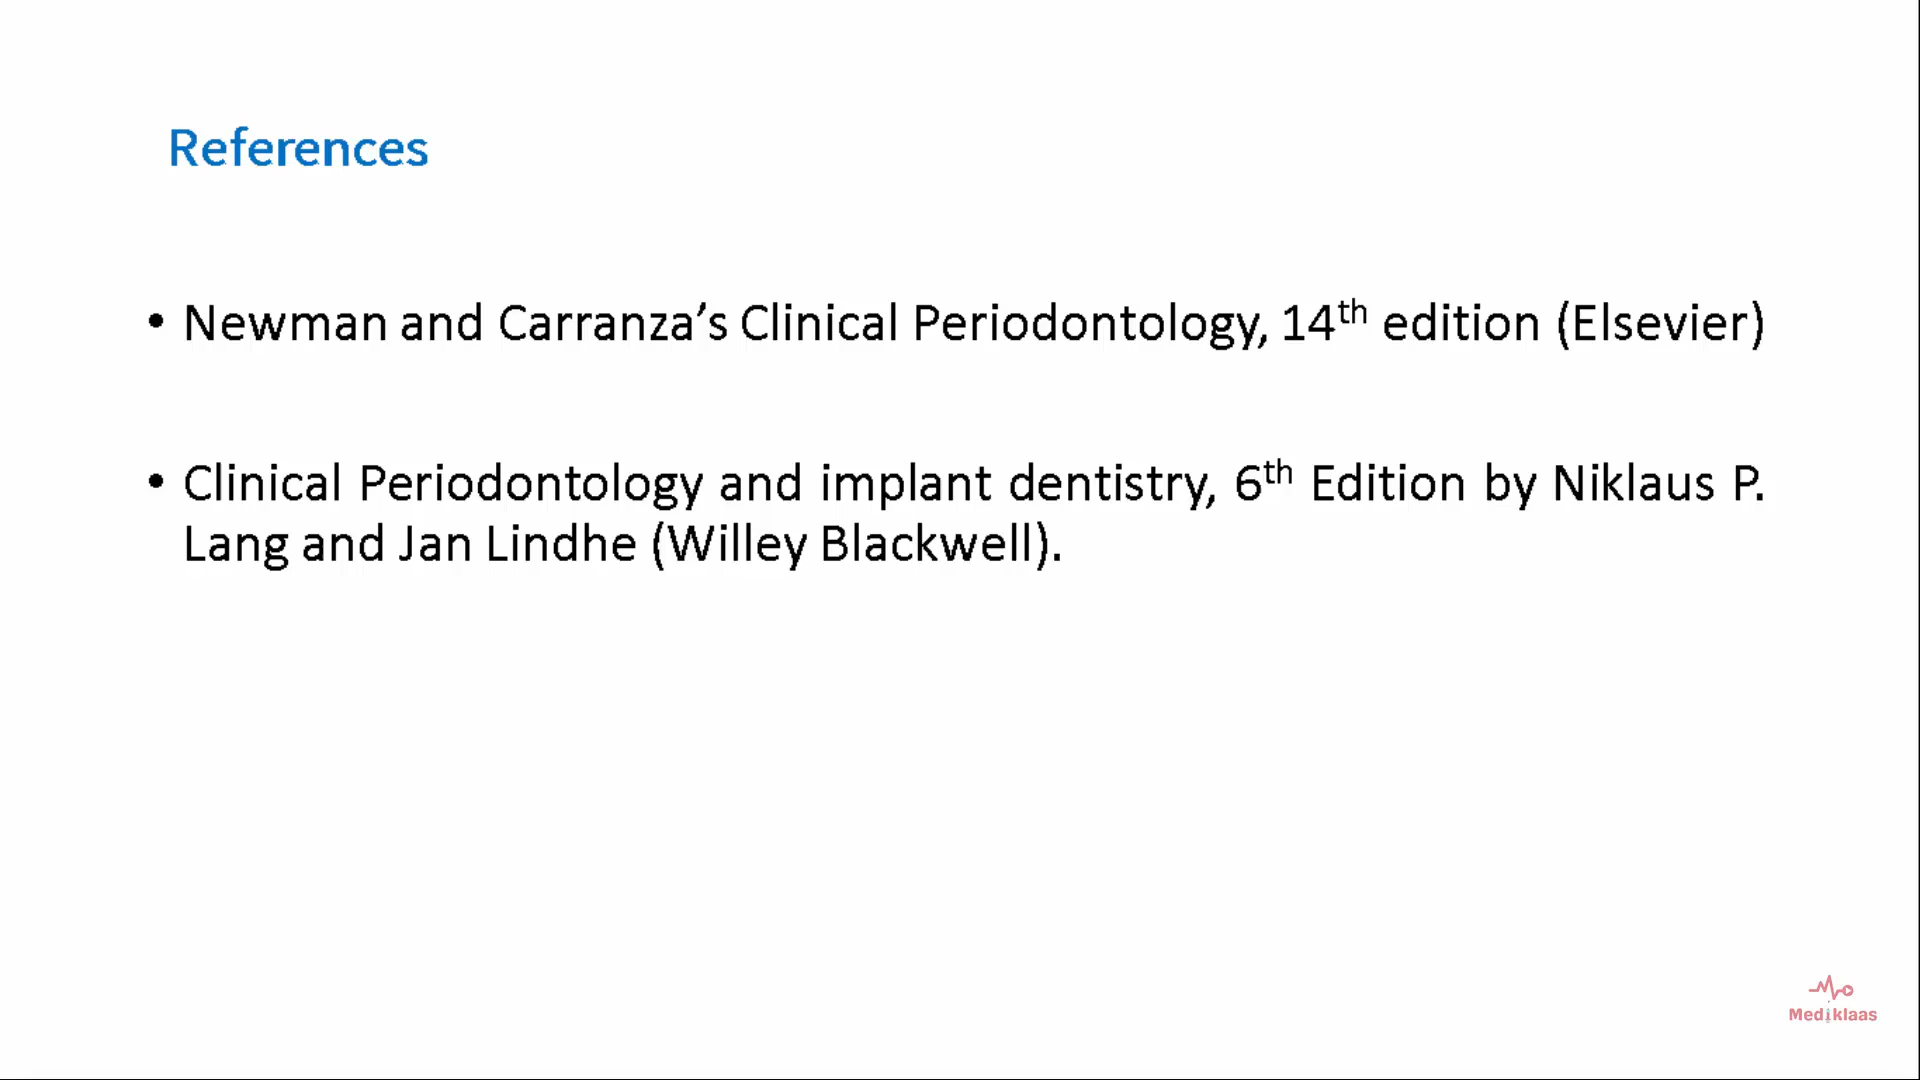 References
• Newman and Carranza’s Clinical Periodontology, 14th edition (Elsevier)
• Clinical Periodontology and implant dentistry, 6th Edition by Niklaus P.
Lang and Jan Lindhe (Willey Blackwell).
Mediklaas